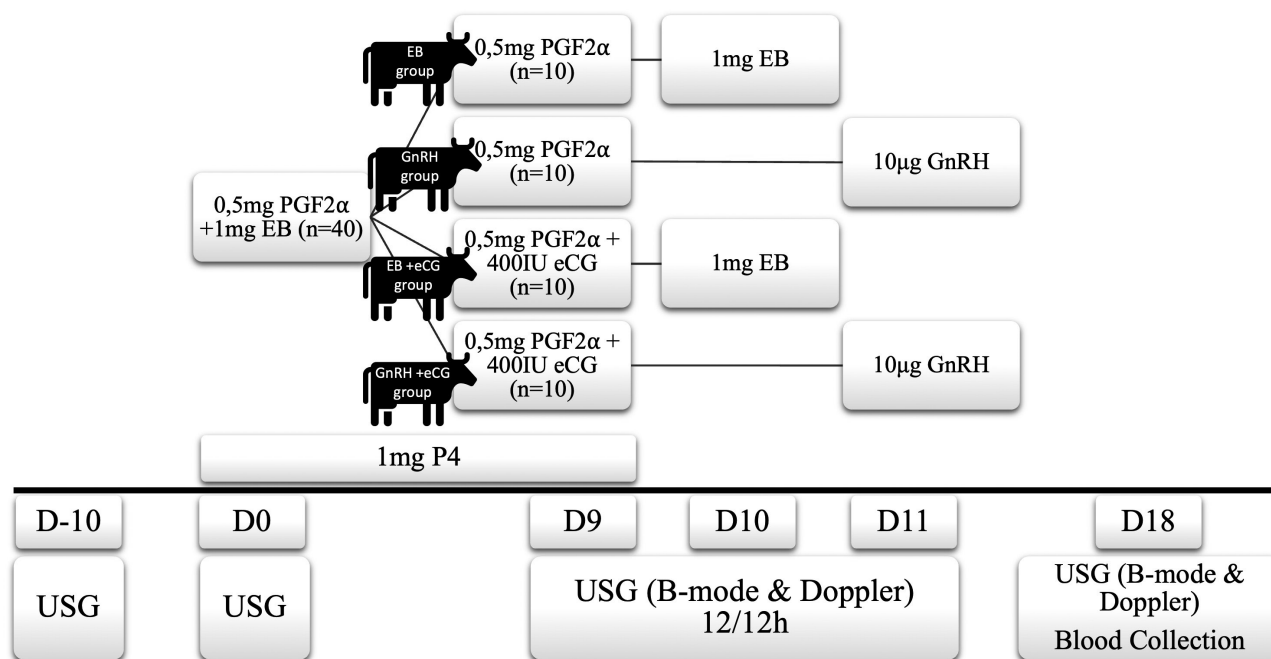 EB
group
0,5mg PGF2α
(n=10)
1mg EB
GnRH
group
0,5mg PGF2α
(n=10)
10µg GnRH
0,5mg PGF2α
+1mg EB (n=40)
EB +eCG
group
0,5mg PGF2α +
400IU eCG
(n=10)
1mg EB
GnRH +eCG
group
0,5mg PGF2α +
400IU eCG
(n=10)
10µg GnRH
1mg P4
D-10
D0
D9
D10
D11
D18
USG
USG
USG (B-mode & Doppler)
12/12h
USG (B-mode &
Doppler)
Blood Collection